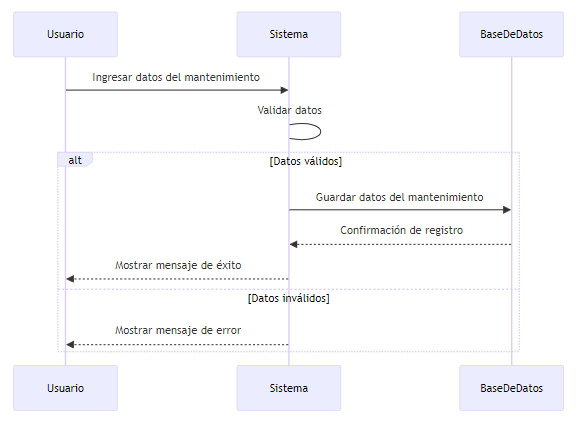 Usuario
Sistema
BaseDeDatos
Ingresar datos del mantenimiento
Validar datos
alt
[Datos válidos]
Guardar datos del mantenimiento
Confirmación de registro
Mostrar mensaje de éxito
[Datos inválidos]
Mostrar mensaje de error
Usuario
Sistema
BaseDeDatos